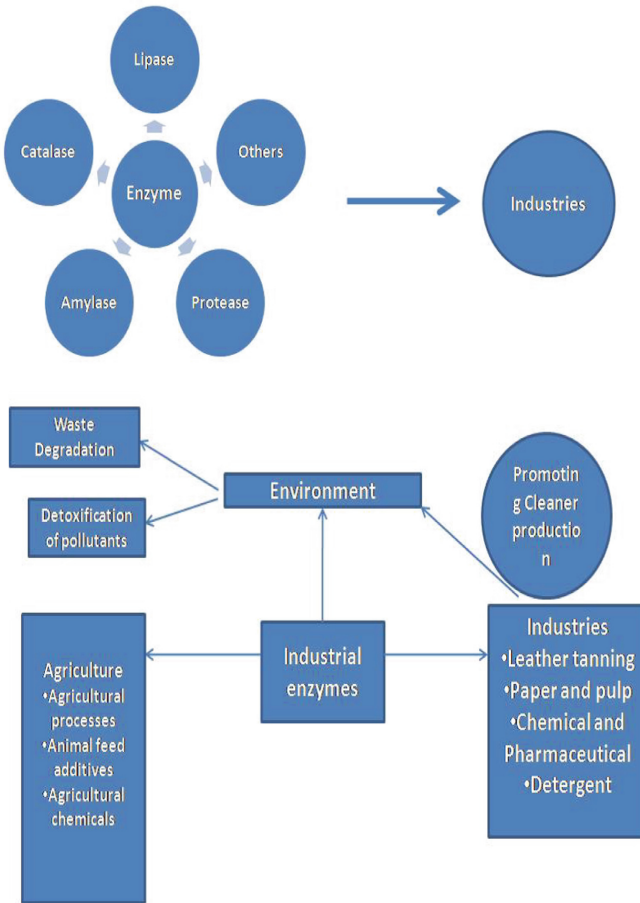 Lipase
Catalase
Others
Enzyme
Industries
Amylase
Protease
Waste
Degradation
Environment
Promotin
g Cleaner
productio
n
Detoxification
of pollutants
Industrial
enzymes
Agriculture
•Agricultural
processes
•Animal feed
additives
•Agricultural
chemicals
Industries
•Leather tanning
•Paper and pulp
•Chemical and
Pharmaceutical
•Detergent